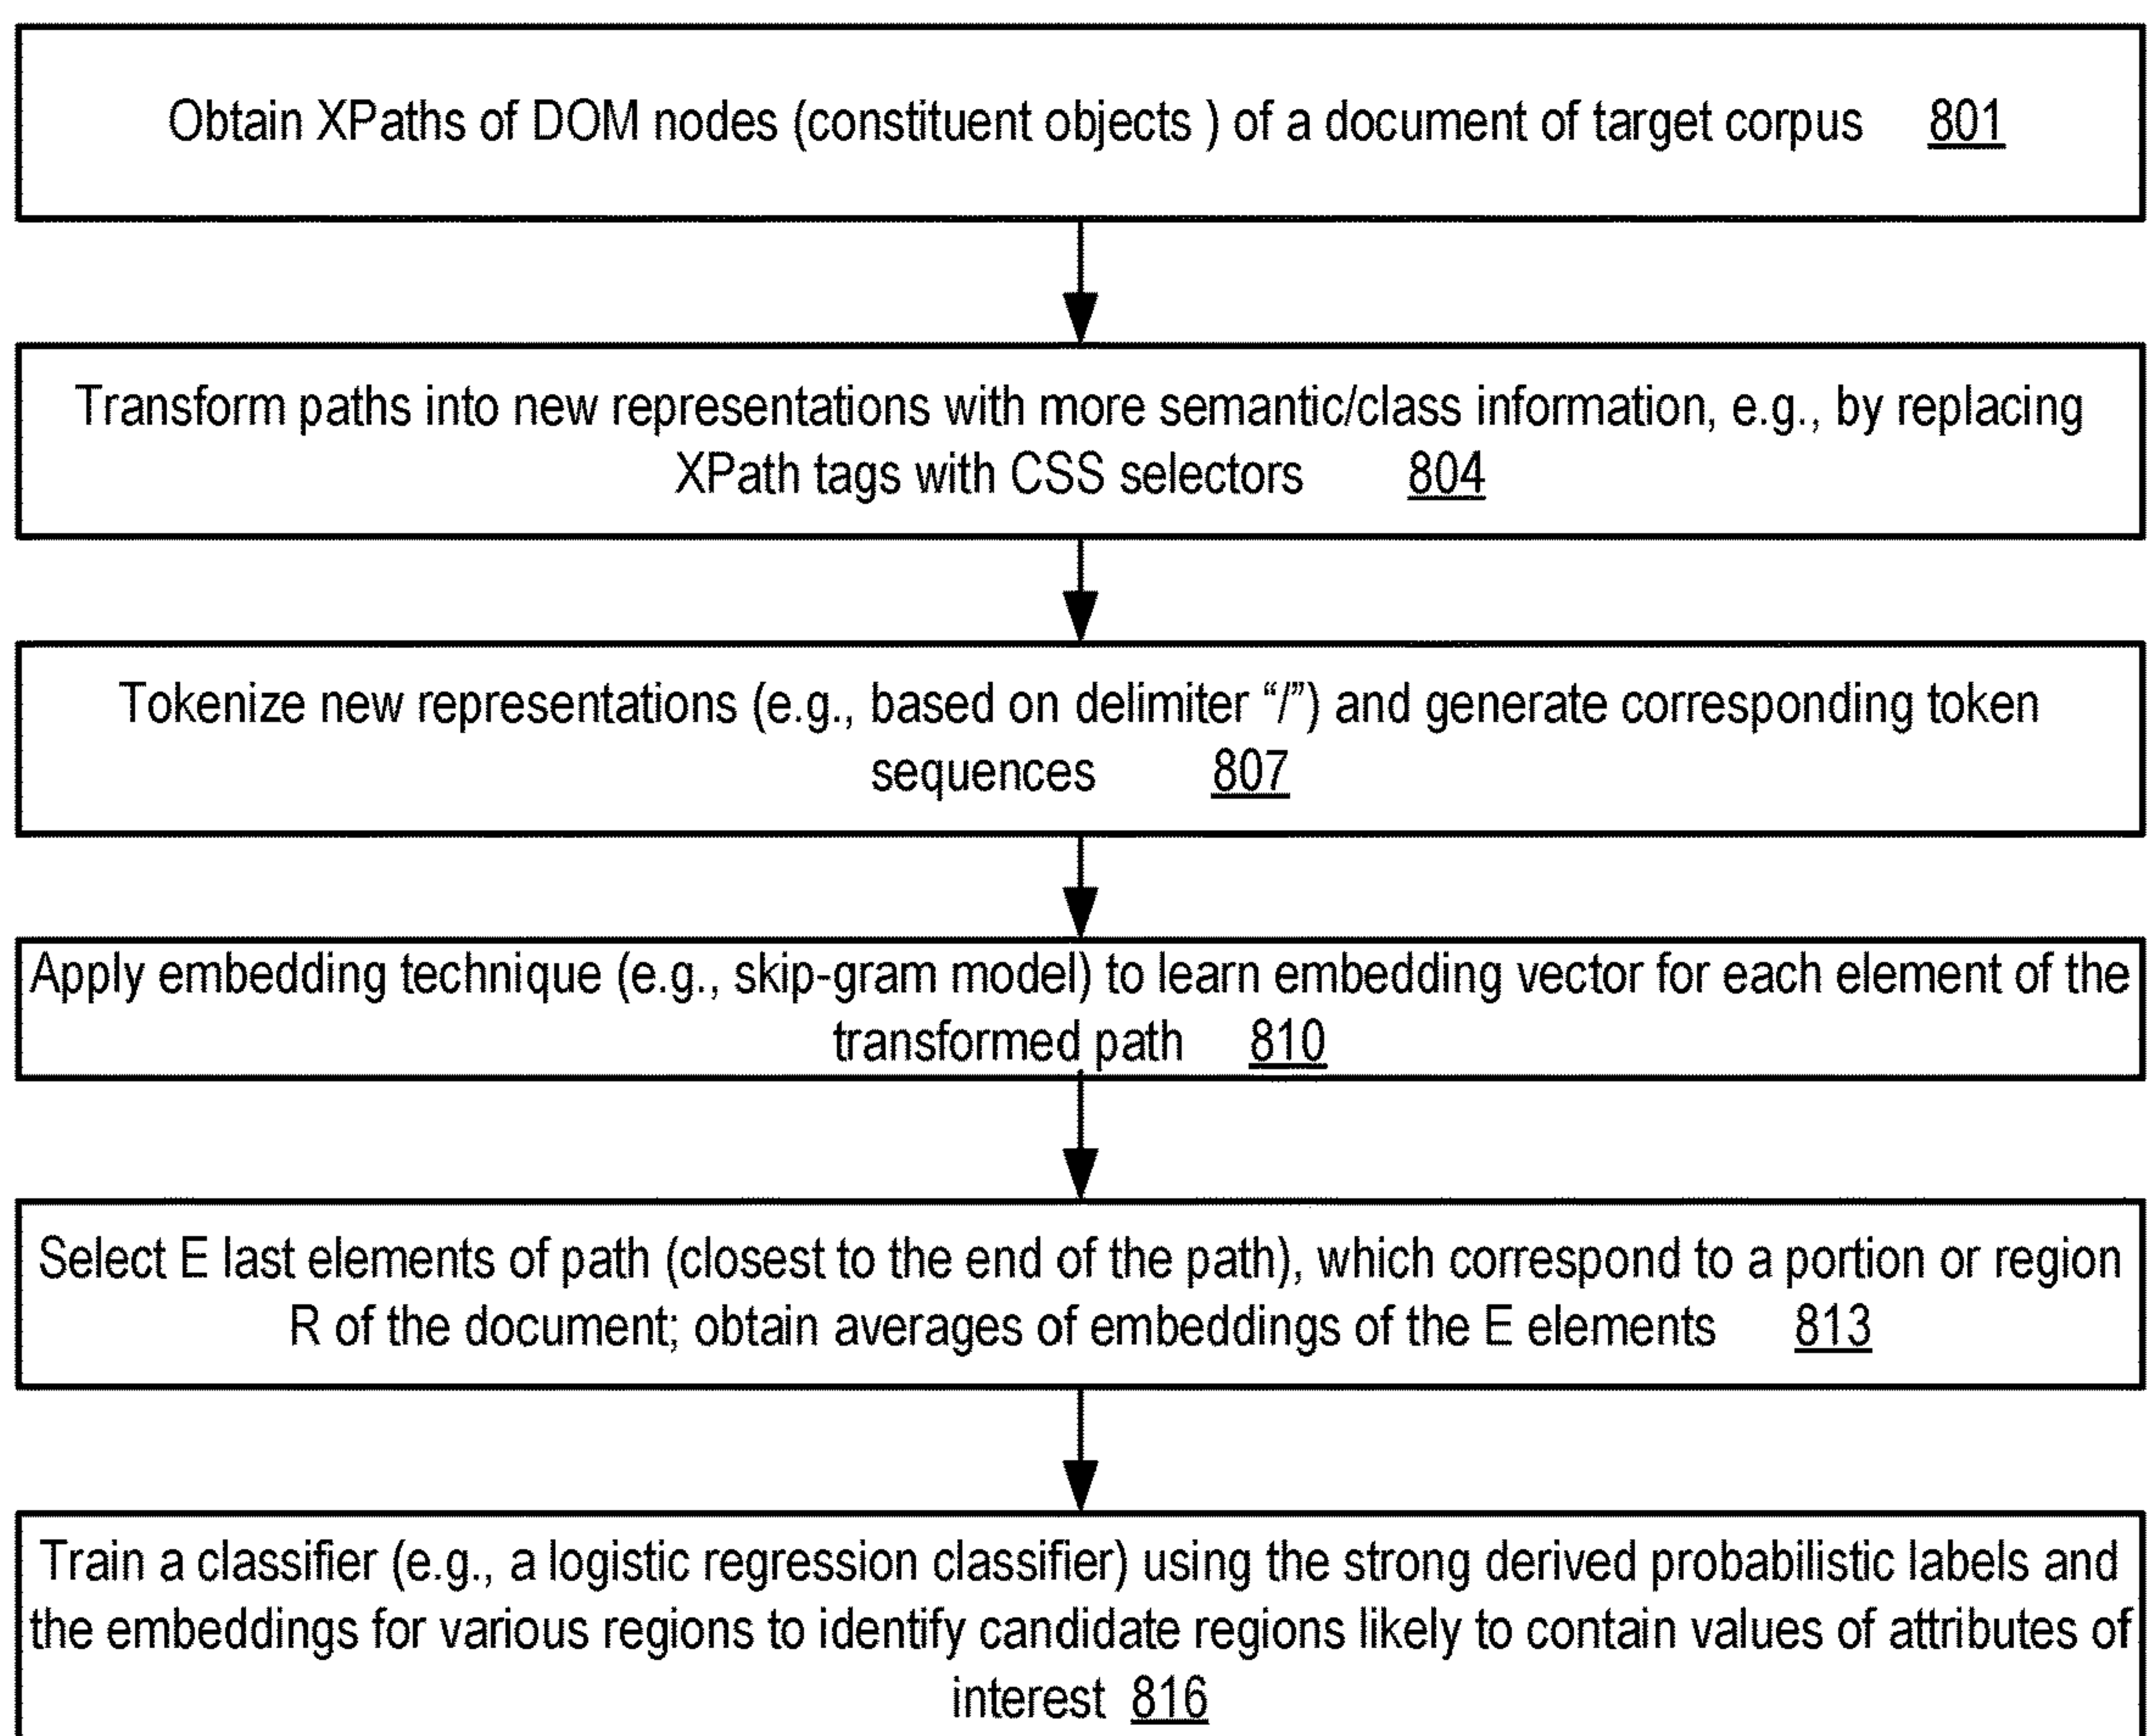 Obtain XPaths of DOM nodes (constituent objects ) of a document of target corpus 801
Transform paths into new representations with more semantic/class information, e.g., by replacing
XPath tags with CSS selectors 804
Tokenize new representations (e.g., based on delimiter “/”) and generate corresponding token
sequences 807
Apply embedding technique (e.g., skip-gram model) to learn embedding vector for each element of the
transformed path 810
Select E last elements of path (closest to the end of the path), which correspond to a portion or region
R of the document; obtain averages of embeddings of the E elements 813
Train a classifier (e.g., a logistic regression classifier) using the strong derived probabilistic labels and
the embeddings for various regions to identify candidate regions likely to contain values of attributes of
interest 816